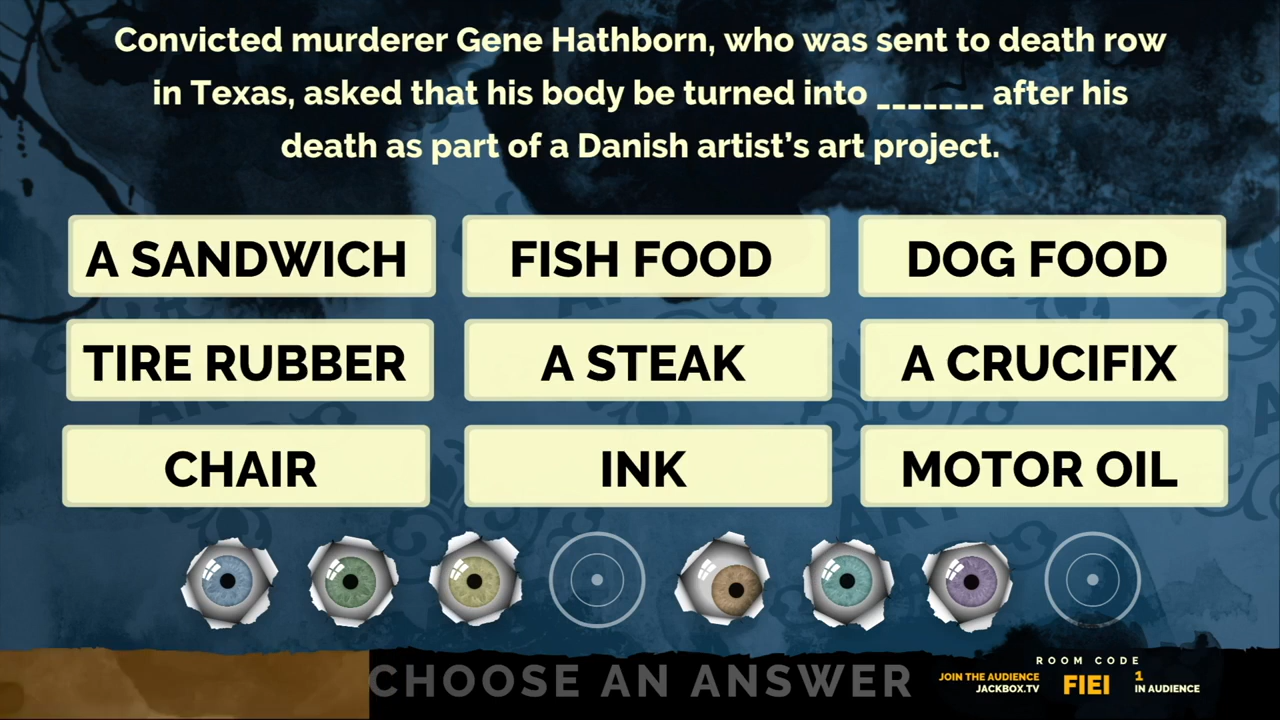 Convicted murderer Gene Hathborn, who was sent to death row
in Texas, asked that his body be turned into _______ after his
death as part of a Danish artist's art project.
A SANDWICH
FISH FOOD
DOG FOOD
TIRE RUBBER
A STEAK
A CRUCIFIX
CHAIR
INK
MOTOR OIL
CHOOSE AN ANSWER
ROOM CODE
JOIN THE AUDIENCE
JACKBOX.TV
FIEI
1
IN AUDIENCE